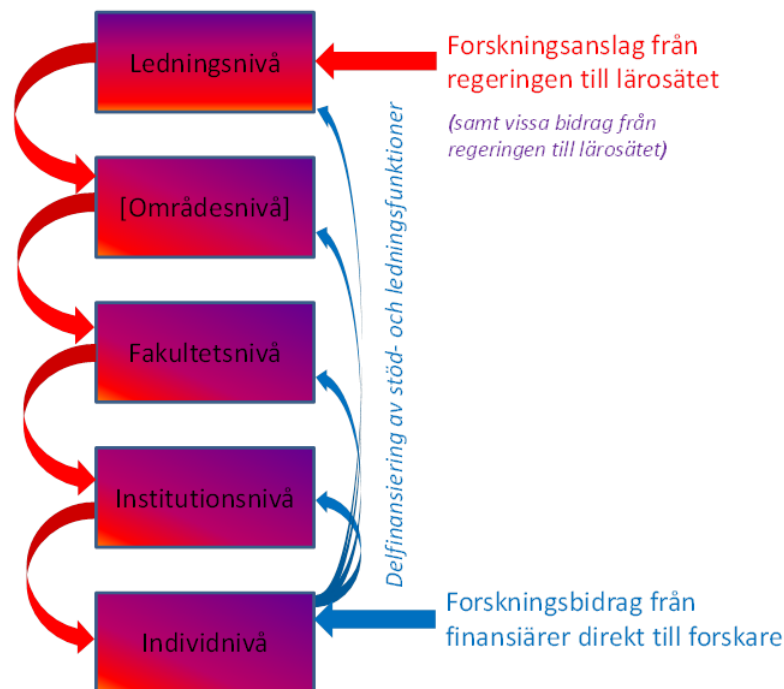 Ledningsnivå
Forskningsanslag från
regeringen till lärosätet
(samt vissa bidrag från
regeringen till lärosätet)
[Områdesnivå]
Fakultetsnivå
Institutionsnivå
Individnivå
Delfinansiering av stöd- och ledningsfunktioner
Forskningsbidrag från
finansiärer direkt till forskare